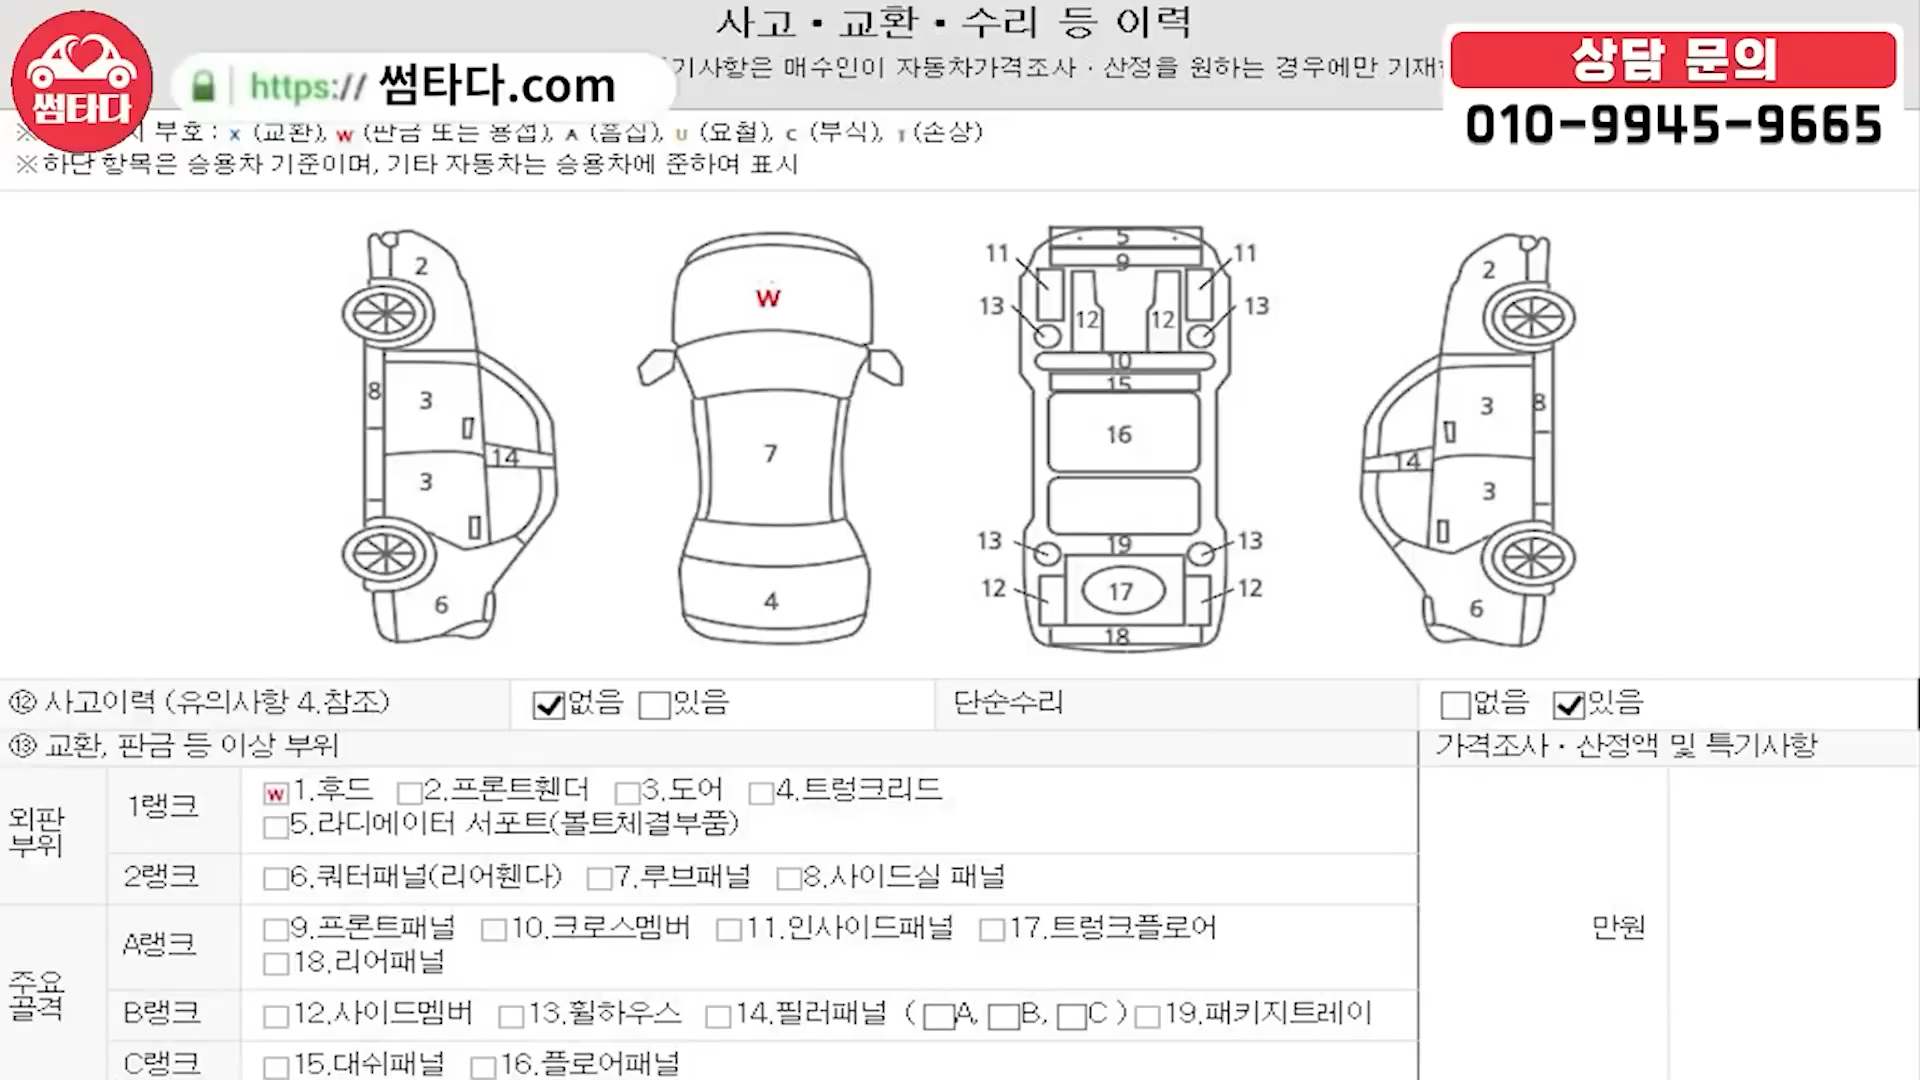 사고·교환·수리 등 이력
상담 문의
010-9945-9665
썸타다
https:// 썸타다.com
기사항은 매수인이 자동차가격조사·산정을 원하는 경우에만 기재
부호 : X (교환), W (판금 또는 용접), A (흠집), U (요철), C (부식), T (손상)
※하단 항목은 승용차 기준이며, 기타 자동차는 승용차에 준하여 표시
2 3 3 8 14 6
W 7 4
5 9 11 11 13 13 12 12 10 15 16 13 13 19 12 12 17 18
2 3 3 8 14 6
⑫ 사고이력 (유의사항 4.참조) 없음 있음 단순수리 없음 있음
⑬ 교환, 판금 등 이상 부위 가격조사·산정액 및 특기사항
외판 부위
1랭크 W 1.후드 2.프론트휀더 3.도어 4.트렁크리드
5.라디에이터 서포트(볼트체결부품)
2랭크 6.쿼터패널(리어휀다) 7.루브패널 8.사이드실 패널
주요 골격
A랭크 9.프론트패널 10.크로스멤버 11.인사이드패널 17.트렁크플로어
18.리어패널
만원
B랭크 12.사이드멤버 13.휠하우스 14.필러패널 ( A, B, C ) 19.패키지트레이
C랭크 15.대쉬패널 16.플로어패널